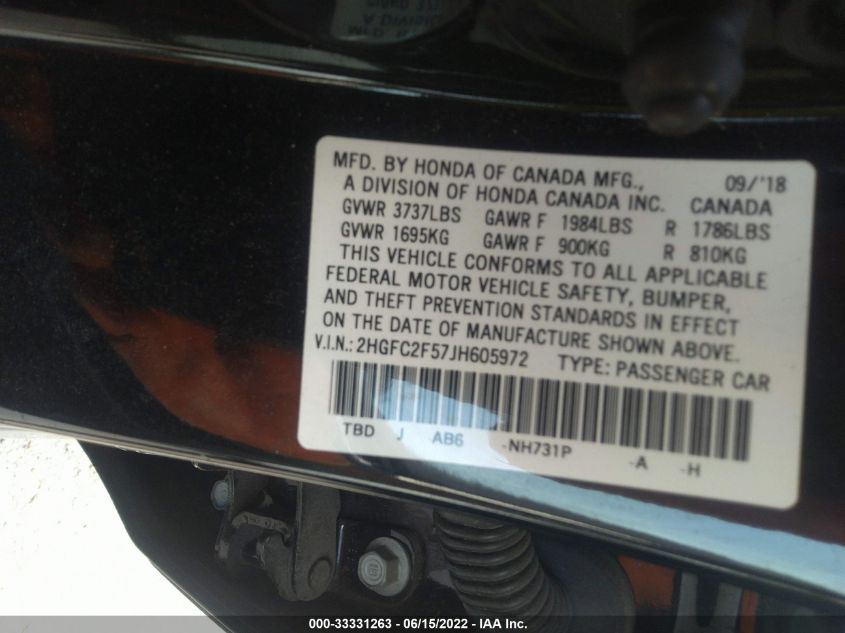 MFD. BY HONDA OF CANADA MFG., 09/'18
A DIVISION OF HONDA CANADA INC. CANADA
GVWR 3737LBS GAWR F 1984LBS R 1786LBS
GVWR 1695KG GAWR F 900KG R 810KG
THIS VEHICLE CONFORMS TO ALL APPLICABLE
FEDERAL MOTOR VEHICLE SAFETY, BUMPER,
AND THEFT PREVENTION STANDARDS IN EFFECT
ON THE DATE OF MANUFACTURE SHOWN ABOVE.
V.I.N.: 2HGFC2F57JH605972 TYPE: PASSENGER CAR
TBD J AB6 -NH731P -A -H
000-33331263 - 06/15/2022 - IAA Inc.